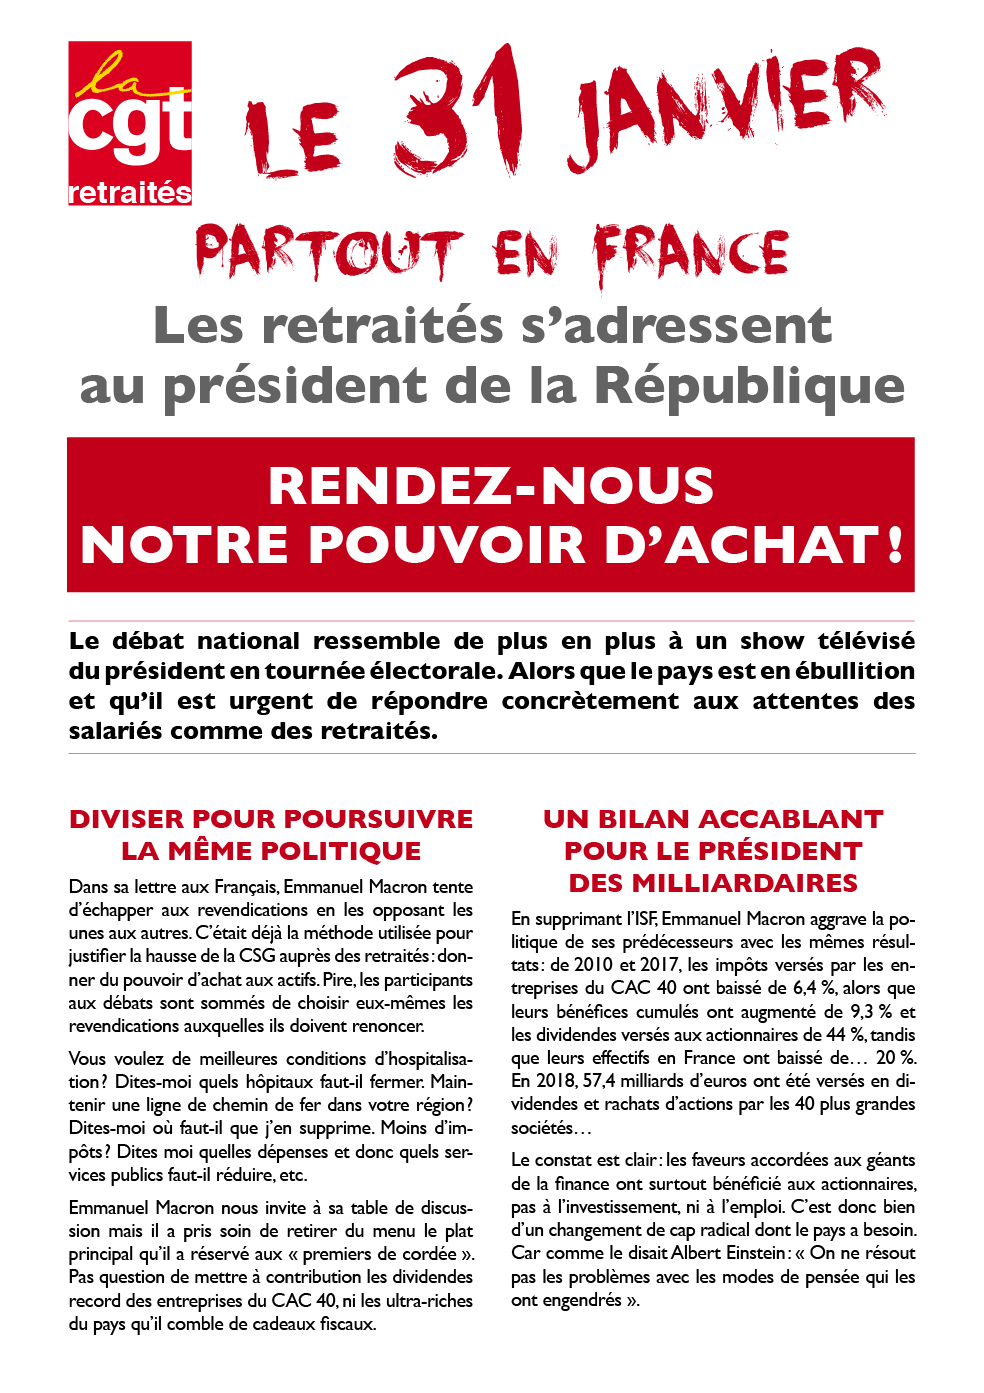 la
cgt
retraités
LE 31 JANVIER
PARTOUT EN FRANCE
Les retraités s’adressent
au président de la République
RENDEZ-NOUS
NOTRE POUVOIR D’ACHAT !
Le débat national ressemble de plus en plus à un show télévisé
du président en tournée électorale. Alors que le pays est en ébullition
et qu’il est urgent de répondre concrètement aux attentes des
salariés comme des retraités.
DIVISER POUR POURSUIVRE
LA MÊME POLITIQUE
Dans sa lettre aux Français, Emmanuel Macron tente
d’échapper aux revendications en les opposant les
unes aux autres. C’était déjà la méthode utilisée pour
justifier la hausse de la CSG auprès des retraités : don-
ner du pouvoir d’achat aux actifs. Pire, les participants
aux débats sont sommés de choisir eux-mêmes les
revendications auxquelles ils doivent renoncer.
Vous voulez de meilleures conditions d’hospitalisa-
tion ? Dites-moi quels hôpitaux faut-il fermer. Main-
tenir une ligne de chemin de fer dans votre région ?
Dites-moi où faut-il que j’en supprime. Moins d’im-
pôts ? Dites moi quelles dépenses et donc quels ser-
vices publics faut-il réduire, etc.
Emmanuel Macron nous invite à sa table de discus-
sion mais il a pris soin de retirer du menu le plat
principal qu’il a réservé aux « premiers de cordée ».
Pas question de mettre à contribution les dividendes
record des entreprises du CAC 40, ni les ultra-riches
du pays qu’il comble de cadeaux fiscaux.
UN BILAN ACCABLANT
POUR LE PRÉSIDENT
DES MILLIARDAIRES
En supprimant l’ISF, Emmanuel Macron aggrave la po-
litique de ses prédécesseurs avec les mêmes résul-
tats : de 2010 et 2017, les impôts versés par les en-
treprises du CAC 40 ont baissé de 6,4 %, alors que
leurs bénéfices cumulés ont augmenté de 9,3 % et
les dividendes versés aux actionnaires de 44 %, tandis
que leurs effectifs en France ont baissé de… 20 %.
En 2018, 57,4 milliards d’euros ont été versés en di-
videndes et rachats d’actions par les 40 plus grandes
sociétés…
Le constat est clair : les faveurs accordées aux géants
de la finance ont surtout bénéficié aux actionnaires,
pas à l’investissement, ni à l’emploi. C’est donc bien
d’un changement de cap radical dont le pays a besoin.
Car comme le disait Albert Einstein : « On ne résout
pas les problèmes avec les modes de pensée qui les
ont engendrés ».